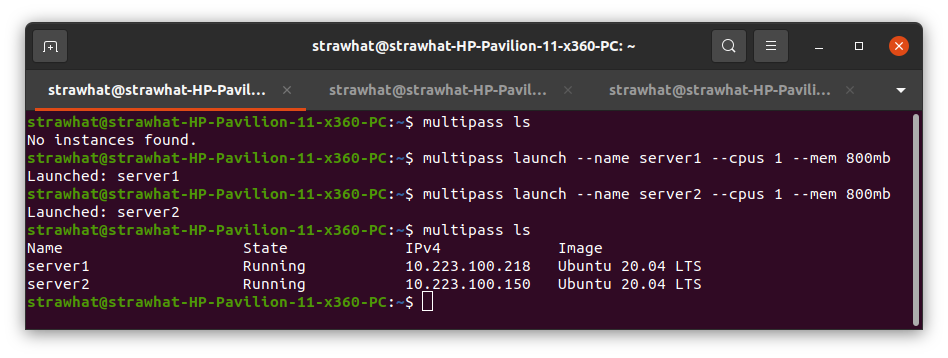 strawhat@strawhat-HP-Pavilion-11-x360-PC: ~
strawhat@strawhat-HP-Pavil... strawhat@strawhat-HP-Pavil... strawhat@strawhat-HP-Pavili...
strawhat@strawhat-HP-Pavilion-11-x360-PC:~$ multipass ls
No instances found.
strawhat@strawhat-HP-Pavilion-11-x360-PC:~$ multipass launch --name server1 --cpus 1 --mem 800mb
Launched: server1
strawhat@strawhat-HP-Pavilion-11-x360-PC:~$ multipass launch --name server2 --cpus 1 --mem 800mb
Launched: server2
strawhat@strawhat-HP-Pavilion-11-x360-PC:~$ multipass ls
Name                    State             IPv4             Image
server1                 Running           10.223.100.218   Ubuntu 20.04 LTS
server2                 Running           10.223.100.150   Ubuntu 20.04 LTS
strawhat@strawhat-HP-Pavilion-11-x360-PC:~$